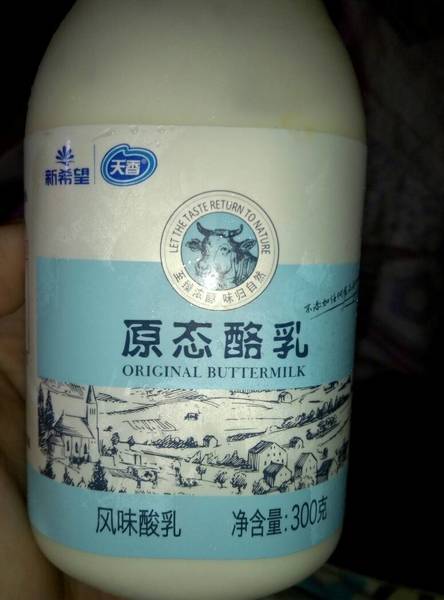 新希望
天香
LET THE TASTE RETURN TO NATURE
至臻浓醇 味归自然
原态酪乳
ORIGINAL BUTTERMILK
风味酸乳
净含量:300克